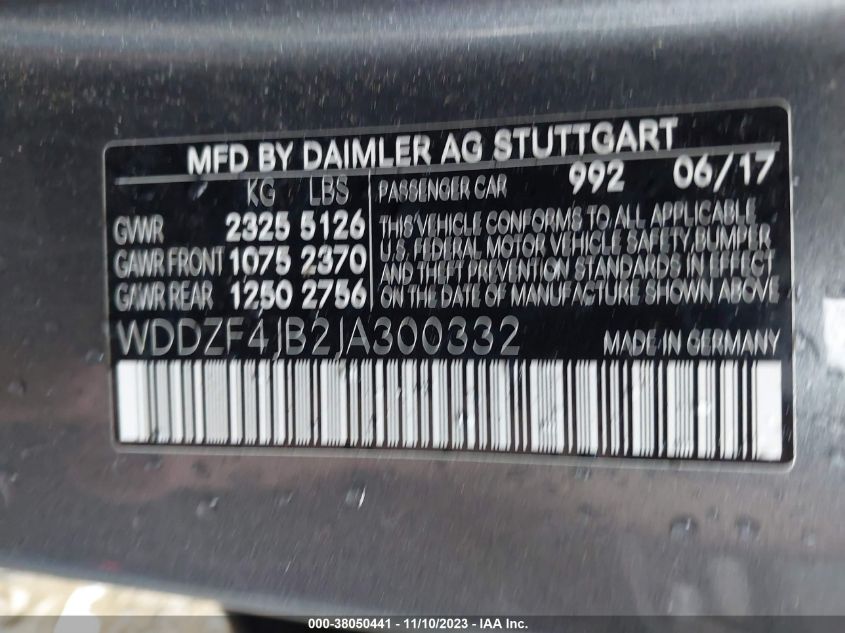 MFD BY DAIMLER AG STUTTGART
KG LBS
GVWR 2325 5126
GAWR FRONT 1075 2370
GAWR REAR 1250 2756
PASSENGER CAR 992 06/17
THIS VEHICLE CONFORMS TO ALL APPLICABLE
U.S. FEDERAL MOTOR VEHICLE SAFETY, BUMPER
AND THEFT PREVENTION STANDARDS IN EFFECT
ON THE DATE OF MANUFACTURE SHOWN ABOVE
WDDZF4JB2JA300332 MADE IN GERMANY
000-38050441 - 11/10/2023 - IAA Inc.